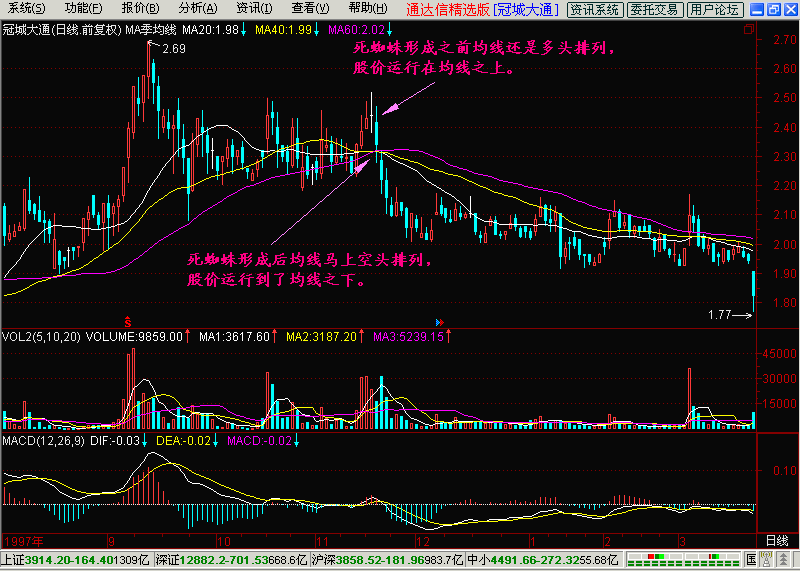 系统(S) 功能(F) 报价(B) 分析(A) 资讯(I) 查看(V) 帮助(H) 通达信精选版 [冠城大通] 资讯系统 委托交易 用户论坛
冠城大通(日线.前复权) MA季均线 MA20:1.98↓ MA40:1.99↓ MA60:2.02↓
2.70
2.69
死蜘蛛形成之前均线还是多头排列,
股价运行在均线之上。
2.60
2.50
2.40
2.30
2.20
2.10
2.00
死蜘蛛形成后均线马上空头排列,
股价运行到了均线之下。
1.90
1.80
1.77
VOL2(5,10,20) VOLUME:9859.00↑ MA1:3617.60↑ MA2:3187.20↑ MA3:5239.15↑
45000
30000
15000
MACD(12,26,9) DIF:-0.03↓ DEA:-0.02↓ MACD:-0.02↓
0.10
1997年 9 10 11 12 2 3 日线
上证3914.20-164.401309亿 深证12882.2-701.53668.6亿 沪深3858.52-181.96983.7亿 中小4491.66-272.3255.68亿 国